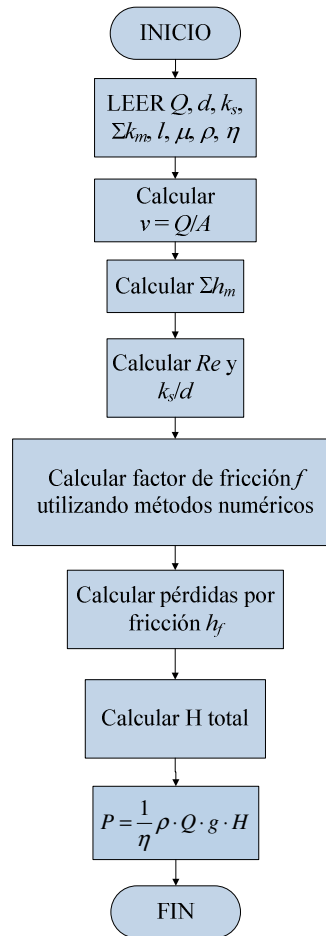 INICIO
LEER Q, d, kₛ,
Σkₘ, l, μ, ρ, η
Calcular
v = Q/A
Calcular Σhₘ
Calcular Re y
kₛ/d
Calcular factor de fricción f
utilizando métodos numéricos
Calcular pérdidas por
fricción h_f
Calcular H total
P = 1/η ρ · Q · g · H
FIN